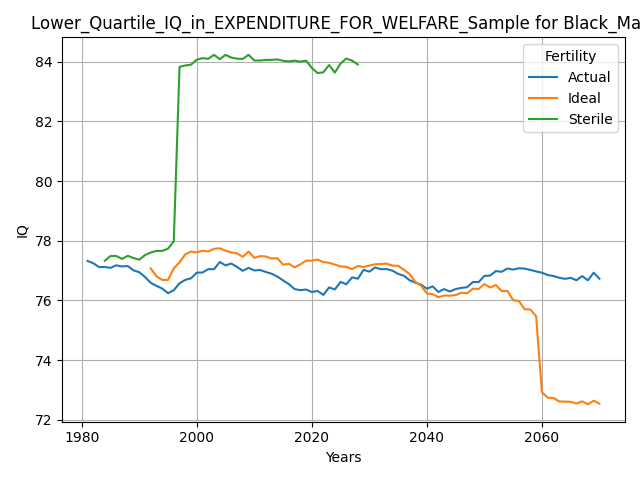 Lower_Quartile_IQ_in_EXPENDITURE_FOR_WELFARE_Sample for Black_Ma
Fertility
Actual
Ideal
Sterile
84
82
80
78
76
74
72
IQ
1980
2000
2020
2040
2060
Years